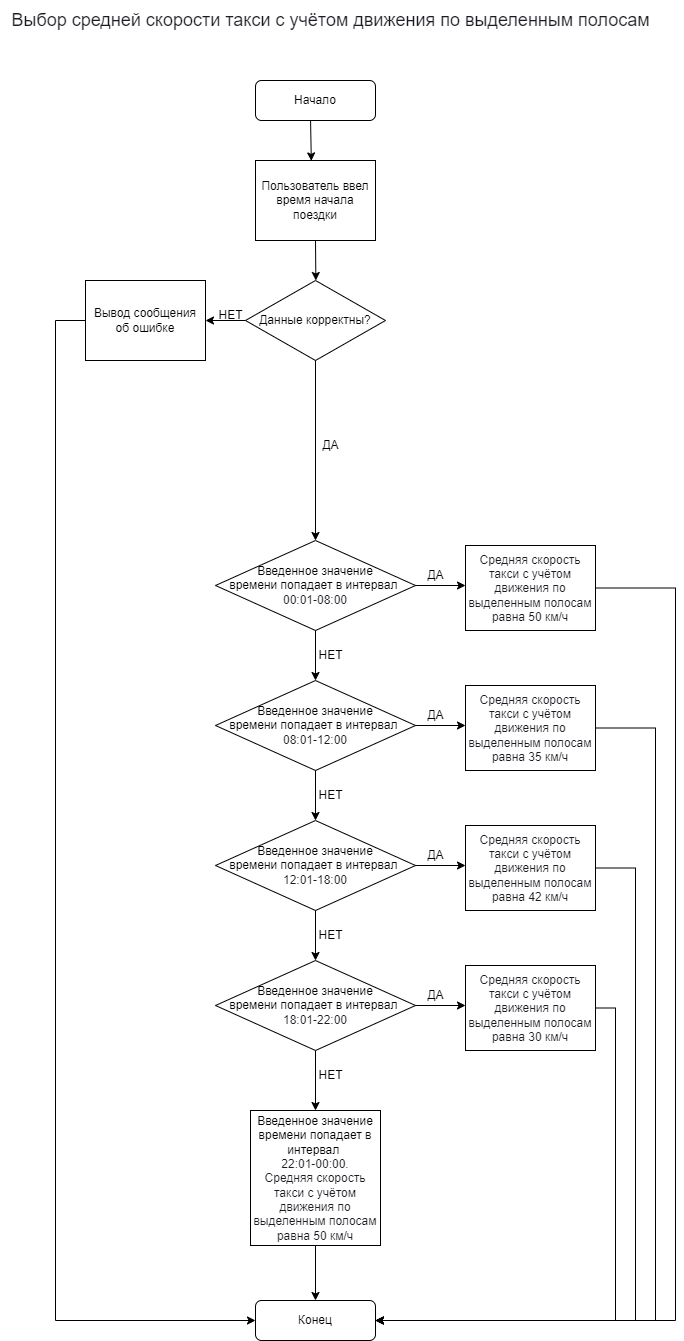 Выбор средней скорости такси с учётом движения по выделенным полосам
Начало
Пользователь ввел
время начала
поездки
Вывод сообщения
об ошибке
НЕТ
Данные корректны?
ДА
Введенное значение
времени попадает в интервал
00:01-08:00
ДА
Средняя скорость
такси с учётом
движения по
выделенным полосам
равна 50 км/ч
НЕТ
Введенное значение
времени попадает в интервал
08:01-12:00
ДА
Средняя скорость
такси с учётом
движения по
выделенным полосам
равна 35 км/ч
НЕТ
Введенное значение
времени попадает в интервал
12:01-18:00
ДА
Средняя скорость
такси с учётом
движения по
выделенным полосам
равна 42 км/ч
НЕТ
Введенное значение
времени попадает в интервал
18:01-22:00
ДА
Средняя скорость
такси с учётом
движения по
выделенным полосам
равна 30 км/ч
НЕТ
Введенное значение
времени попадает в
интервал
22:01-00:00.
Средняя скорость
такси с учётом
движения по
выделенным полосам
равна 50 км/ч
Конец